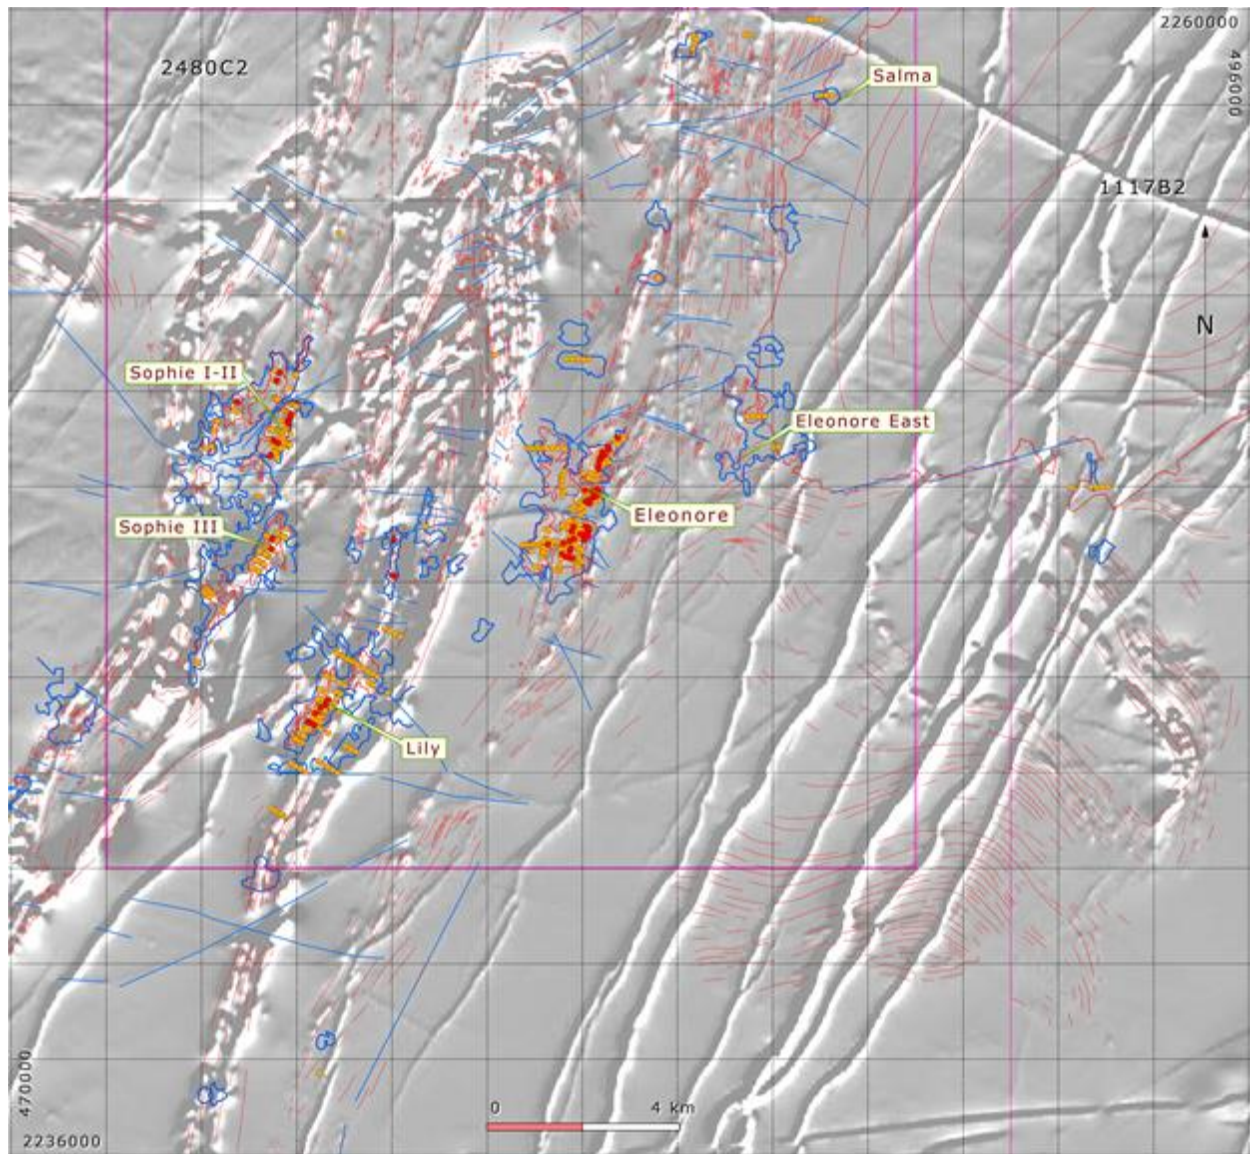 2260000
496000
2480C2
Salma
1117B2
N
Sophie I-II
Eleonore East
Eleonore
Sophie III
Lily
470000
0 4 km
2236000